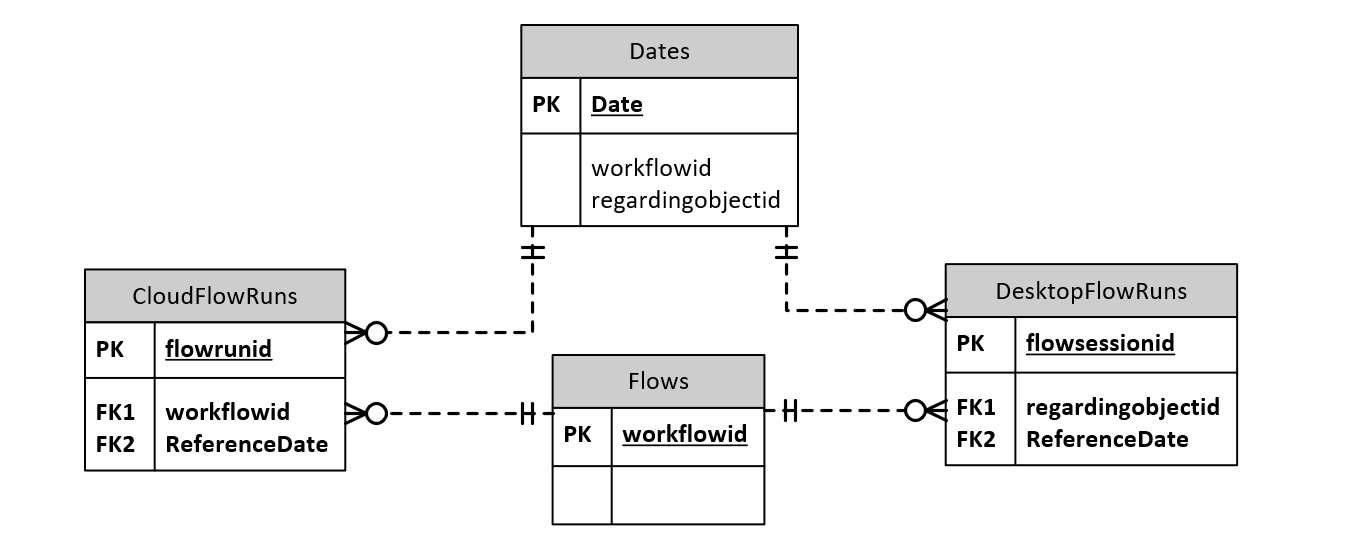 Dates
PK Date
workflowid
regardingobjectid
CloudFlowRuns
PK flowrunid
FK1 workflowid
FK2 ReferenceDate
Flows
PK workflowid
DesktopFlowRuns
PK flowsessionid
FK1 regardingobjectid
FK2 ReferenceDate